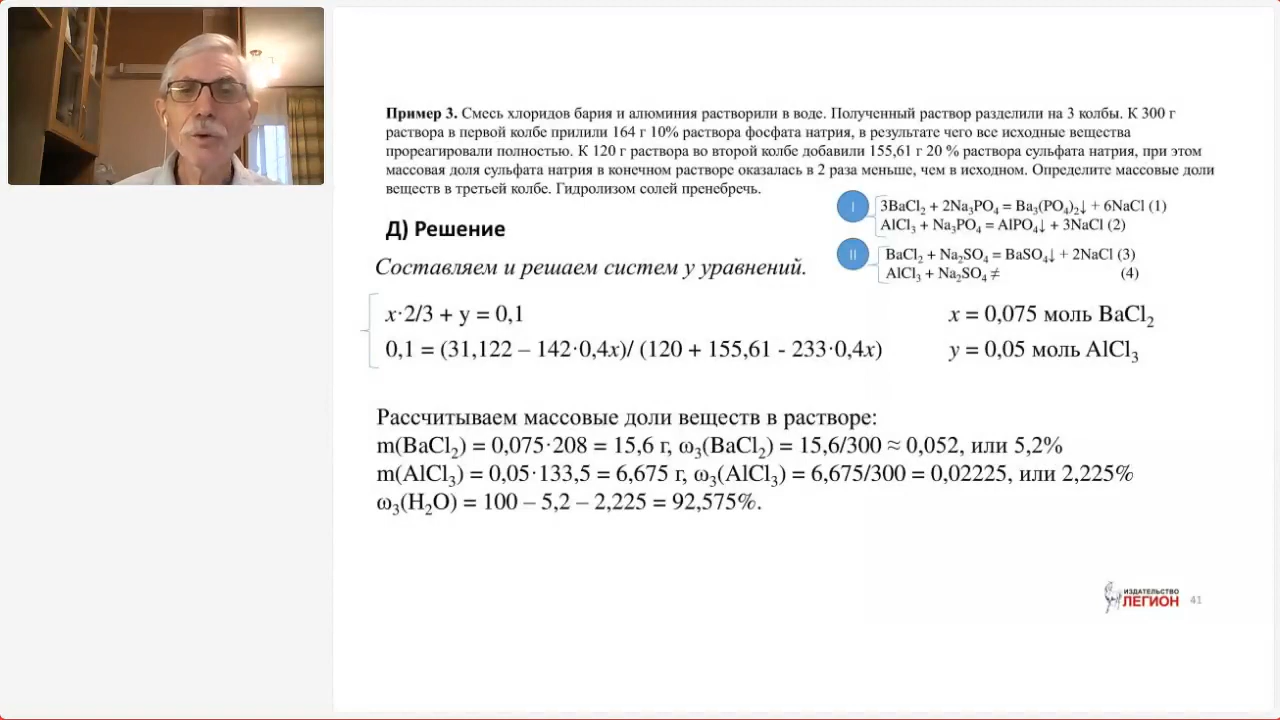 Пример 3. Смесь хлоридов бария и алюминия растворили в воде. Полученный раствор разделили на 3 колбы. К 300 г
раствора в первой колбе прилили 164 г 10% раствора фосфата натрия, в результате чего все исходные вещества
прореагировали полностью. К 120 г раствора во второй колбе добавили 155,61 г 20 % раствора сульфата натрия, при этом
массовая доля сульфата натрия в конечном растворе оказалась в 2 раза меньше, чем в исходном. Определите массовые доли
веществ в третьей колбе. Гидролизом солей пренебречь.
I
3BaCl₂ + 2Na₃PO₄ = Ba₃(PO₄)₂↓ + 6NaCl (1)
AlCl₃ + Na₃PO₄ = AlPO₄↓ + 3NaCl (2)
Д) Решение
II
BaCl₂ + Na₂SO₄ = BaSO₄↓ + 2NaCl (3)
AlCl₃ + Na₂SO₄ ≠ (4)
Составляем и решаем систем у уравнений.
x·2/3 + y = 0,1
x = 0,075 моль BaCl₂
0,1 = (31,122 – 142·0,4x)/ (120 + 155,61 - 233·0,4x)
y = 0,05 моль AlCl₃
Рассчитываем массовые доли веществ в растворе:
m(BaCl₂) = 0,075·208 = 15,6 г, ω₃(BaCl₂) = 15,6/300 ≈ 0,052, или 5,2%
m(AlCl₃) = 0,05·133,5 = 6,675 г, ω₃(AlCl₃) = 6,675/300 = 0,02225, или 2,225%
ω₃(H₂O) = 100 – 5,2 – 2,225 = 92,575%.
ИЗДАТЕЛЬСТВО
ЛЕГИОН
41